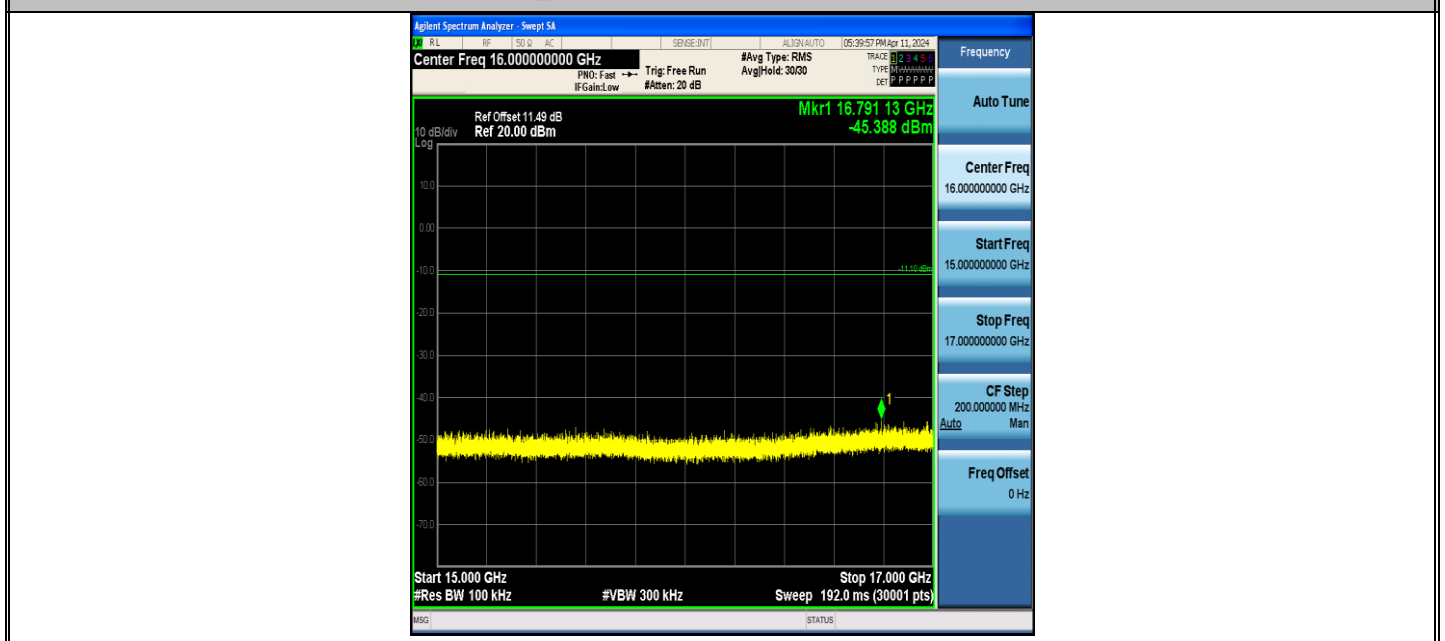 Agilent Spectrum Analyzer - Swept SA
RL RF 50 Ω AC SENSE:INT ALIGN AUTO 05:39:57 PM Apr 11, 2024
Center Freq 16.000000000 GHz
PNO: Fast
IFGain:Low
Trig: Free Run
#Atten: 20 dB
#Avg Type: RMS
Avg|Hold: 30/30
TRACE 1 2 3 4 5 6
TYPE M
DET P P P P P P
Mkr1 16.791 13 GHz
-45.388 dBm
Ref Offset 11.49 dB
10 dB/div Ref 20.00 dBm
Log
10.0
0.00
-10.0
-11.10 dBm
-20.0
-30.0
-40.0
1
-50.0
-60.0
-70.0
Start 15.000 GHz Stop 17.000 GHz
#Res BW 100 kHz #VBW 300 kHz Sweep 192.0 ms (30001 pts)
MSG STATUS
Frequency
Auto Tune
Center Freq
16.000000000 GHz
Start Freq
15.000000000 GHz
Stop Freq
17.000000000 GHz
CF Step
200.000000 MHz
Auto Man
Freq Offset
0 Hz